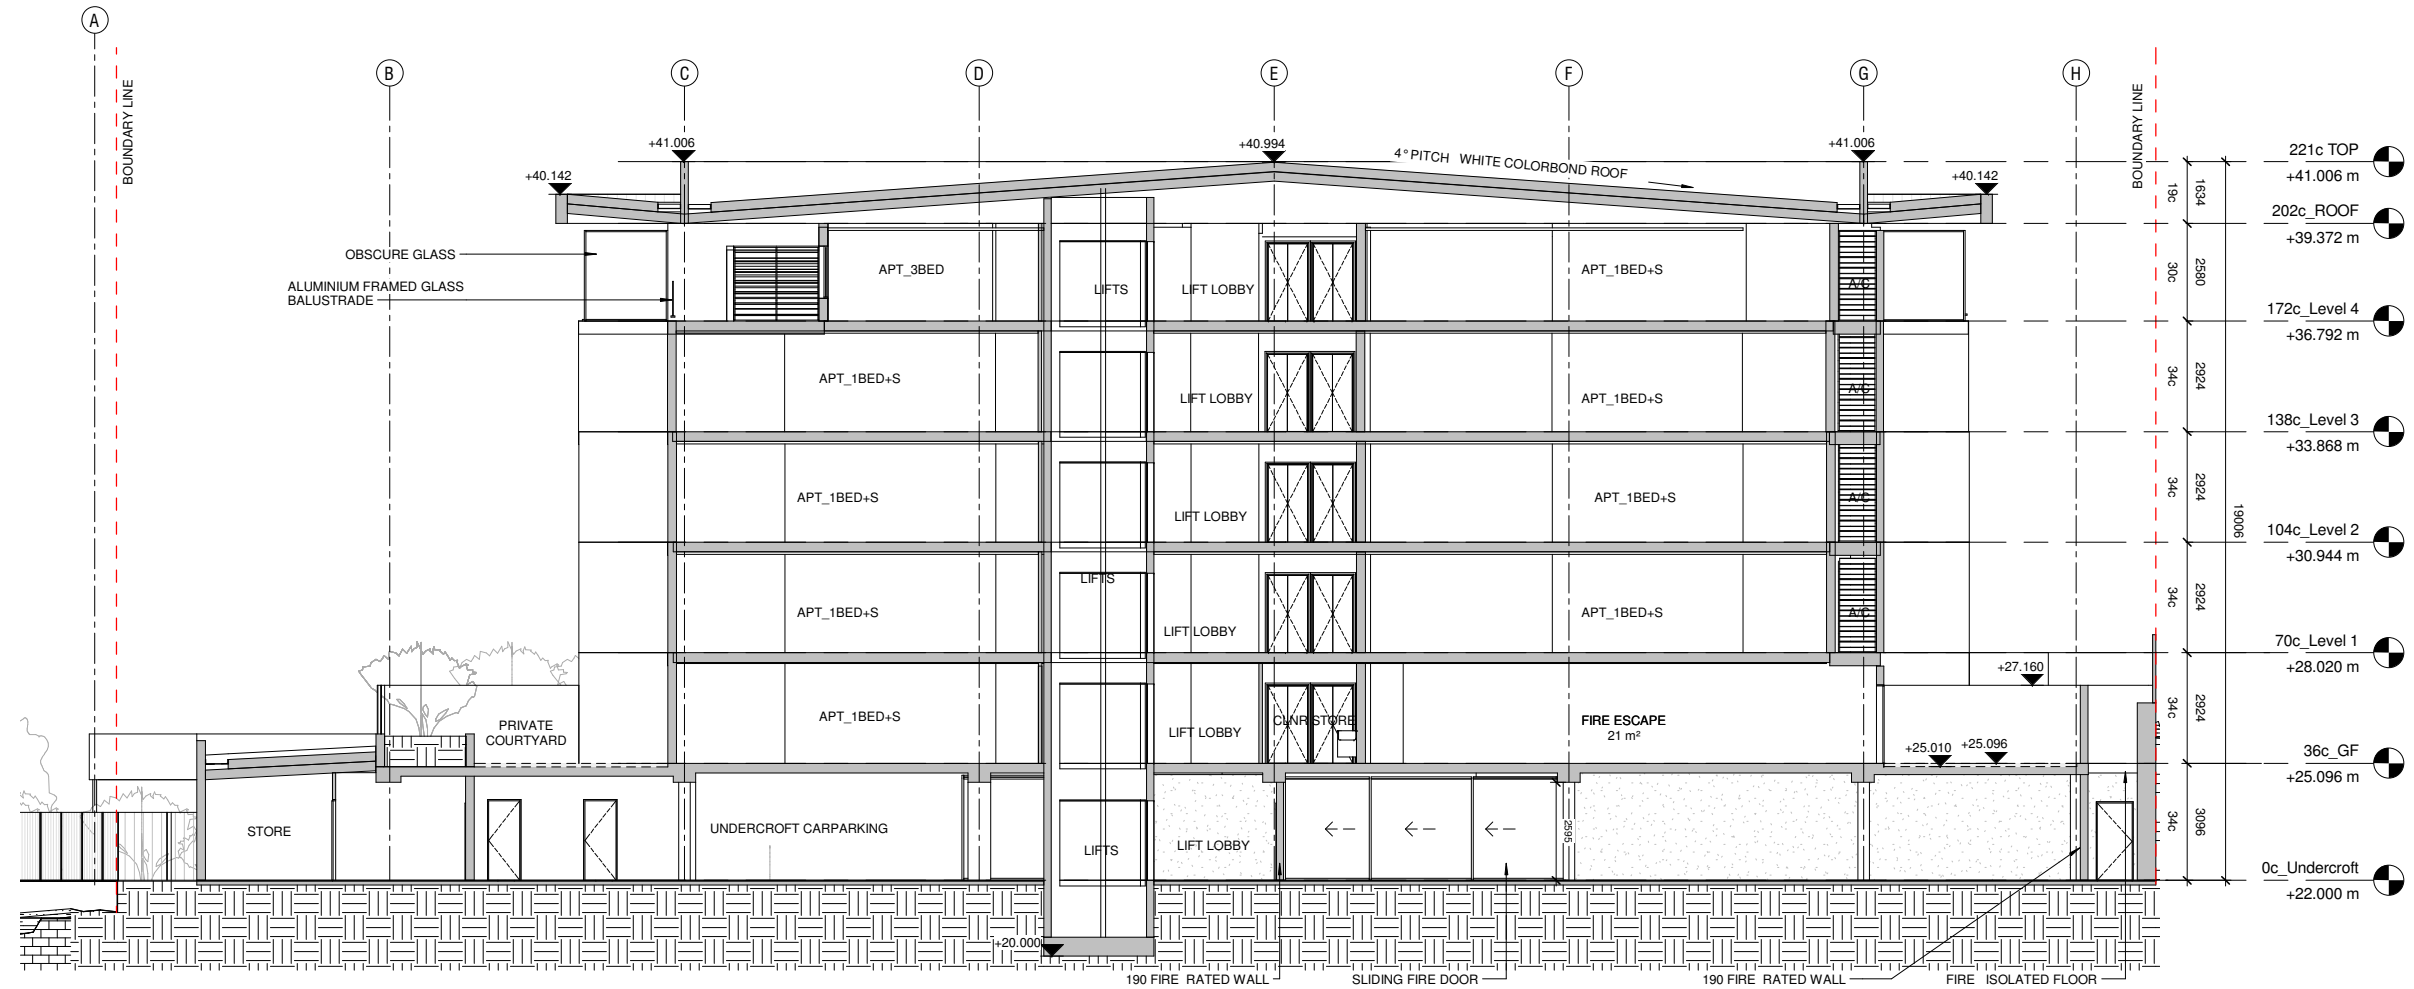 A
B
C
D
E
F
G
H
BOUNDARY LINE
BOUNDARY LINE
+41.006
+40.994
+41.006
+40.142
+40.142
4° PITCH WHITE COLORBOND ROOF
221c TOP
+41.006 m
19c
1634
202c_ROOF
+39.372 m
OBSCURE GLASS
ALUMINIUM FRAMED GLASS
BALUSTRADE
APT_3BED
LIFTS
LIFT LOBBY
APT_1BED+S
A/C
30c
2580
172c_Level 4
+36.792 m
APT_1BED+S
LIFT LOBBY
APT_1BED+S
A/C
34c
2924
138c_Level 3
+33.868 m
APT_1BED+S
LIFT LOBBY
APT_1BED+S
A/C
34c
2924
19006
104c_Level 2
+30.944 m
LIFTS
APT_1BED+S
LIFT LOBBY
APT_1BED+S
A/C
34c
2924
70c_Level 1
+28.020 m
+27.160
PRIVATE
COURTYARD
APT_1BED+S
LIFT LOBBY
CLNR STORE
FIRE ESCAPE
21 m²
+25.010
+25.096
34c
2924
36c_GF
+25.096 m
STORE
UNDERCROFT CARPARKING
LIFTS
LIFT LOBBY
2595
34c
3096
0c_Undercroft
+22.000 m
+20.000
190 FIRE RATED WALL
SLIDING FIRE DOOR
190 FIRE RATED WALL
FIRE ISOLATED FLOOR